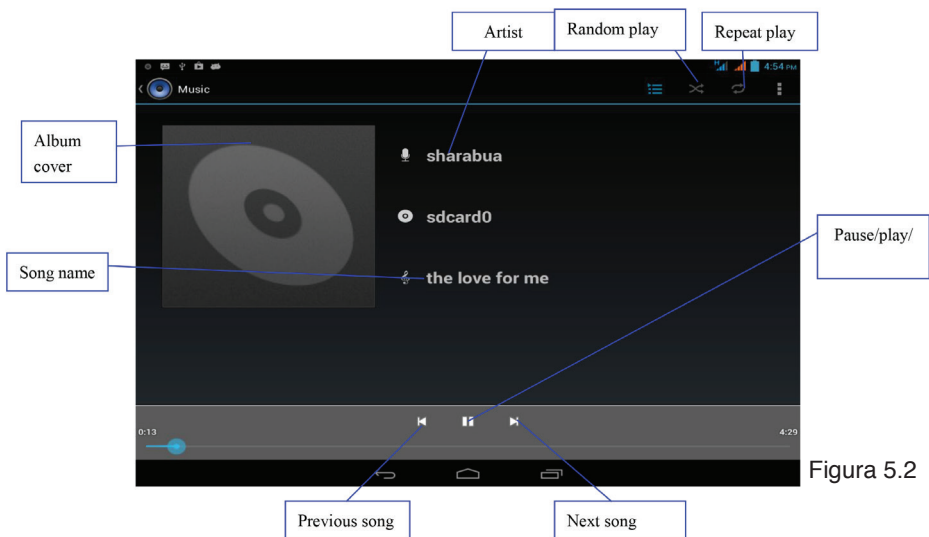 Artist
Random play
Repeat play
4:54 PM
Music
Album
cover
sharabua
sdcard0
Pause/play/
Song name
the love for me
0:13
4:29
Figura 5.2
Previous song
Next song